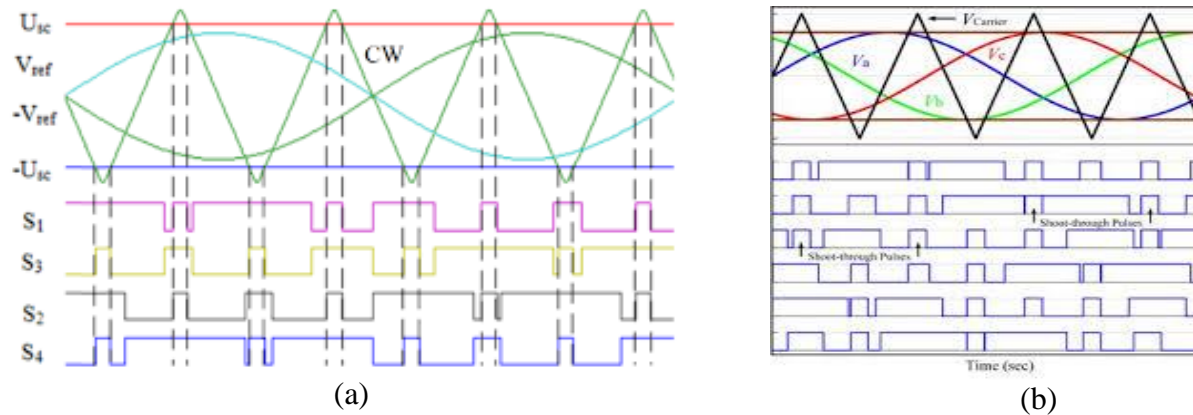 U_sc
CW
V_ref
-V_ref
-U_sc
S_1
S_3
S_2
S_4
(a)
V_Carrier
V_a
V_c
V_b
Shoot-through Pulses
Shoot-through Pulses
Time (sec)
(b)